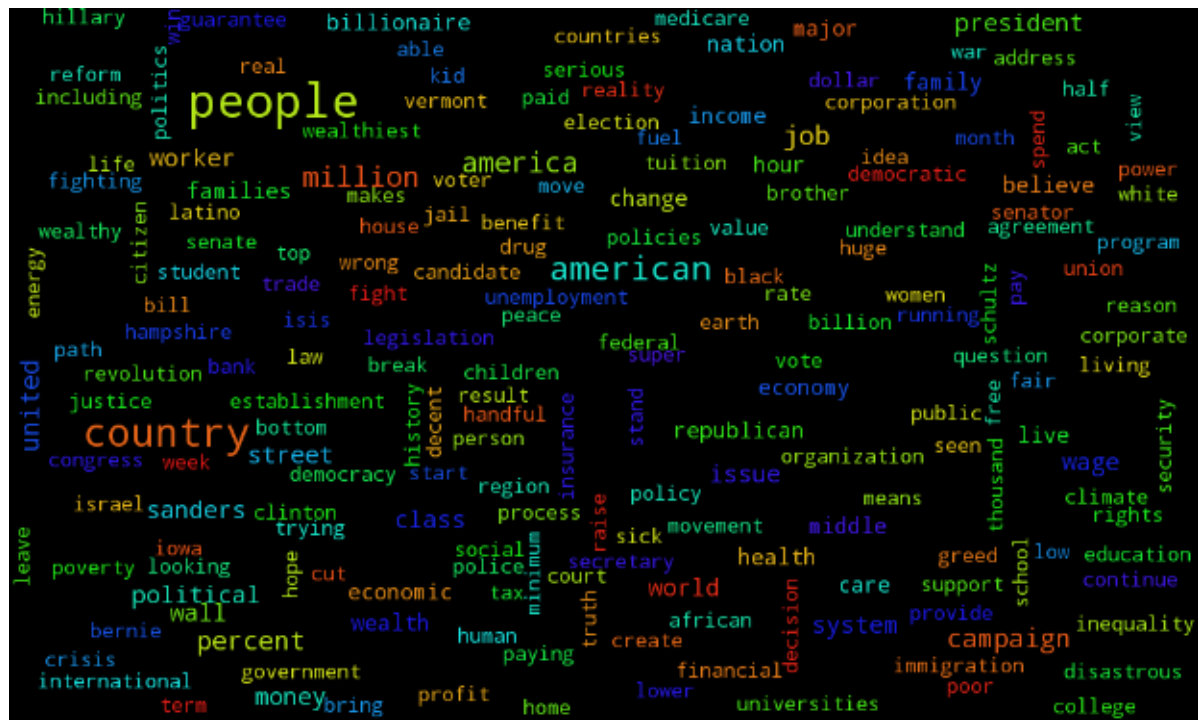 hillary win guarantee billionaire medicare president
countries major
able nation war address
reform politics real kid serious dollar family half view
including people vermont paid reality corporation
wealthiest election income job month spend act
fuel
life worker america tuition hour idea power
fighting families million voter move brother democratic believe white
makes change
wealthy citizen latino house jail benefit value understand senator agreement
senate policies program
energy student top wrong candidate drug american black huge union
trade
bill fight unemployment rate women schultz pay reason
hampshire isis peace earth billion running
path legislation federal corporate
revolution bank law break super vote question living
children economy fair
justice establishment history decent result stand public free
united country bottom handful insurance republican live security
congress week street person organization seen wage
democracy start issue
region policy means thousand climate
israel sanders clinton class process rights
trying raise sick movement middle
leave iowa minimum social health greed school low education
poverty looking hope cut police secretary continue
political economic tax court truth world decision care support
wall
bernie percent wealth human african system provide inequality
create campaign
crisis government paying financial immigration disastrous
international money profit lower poor
term bring home universities college